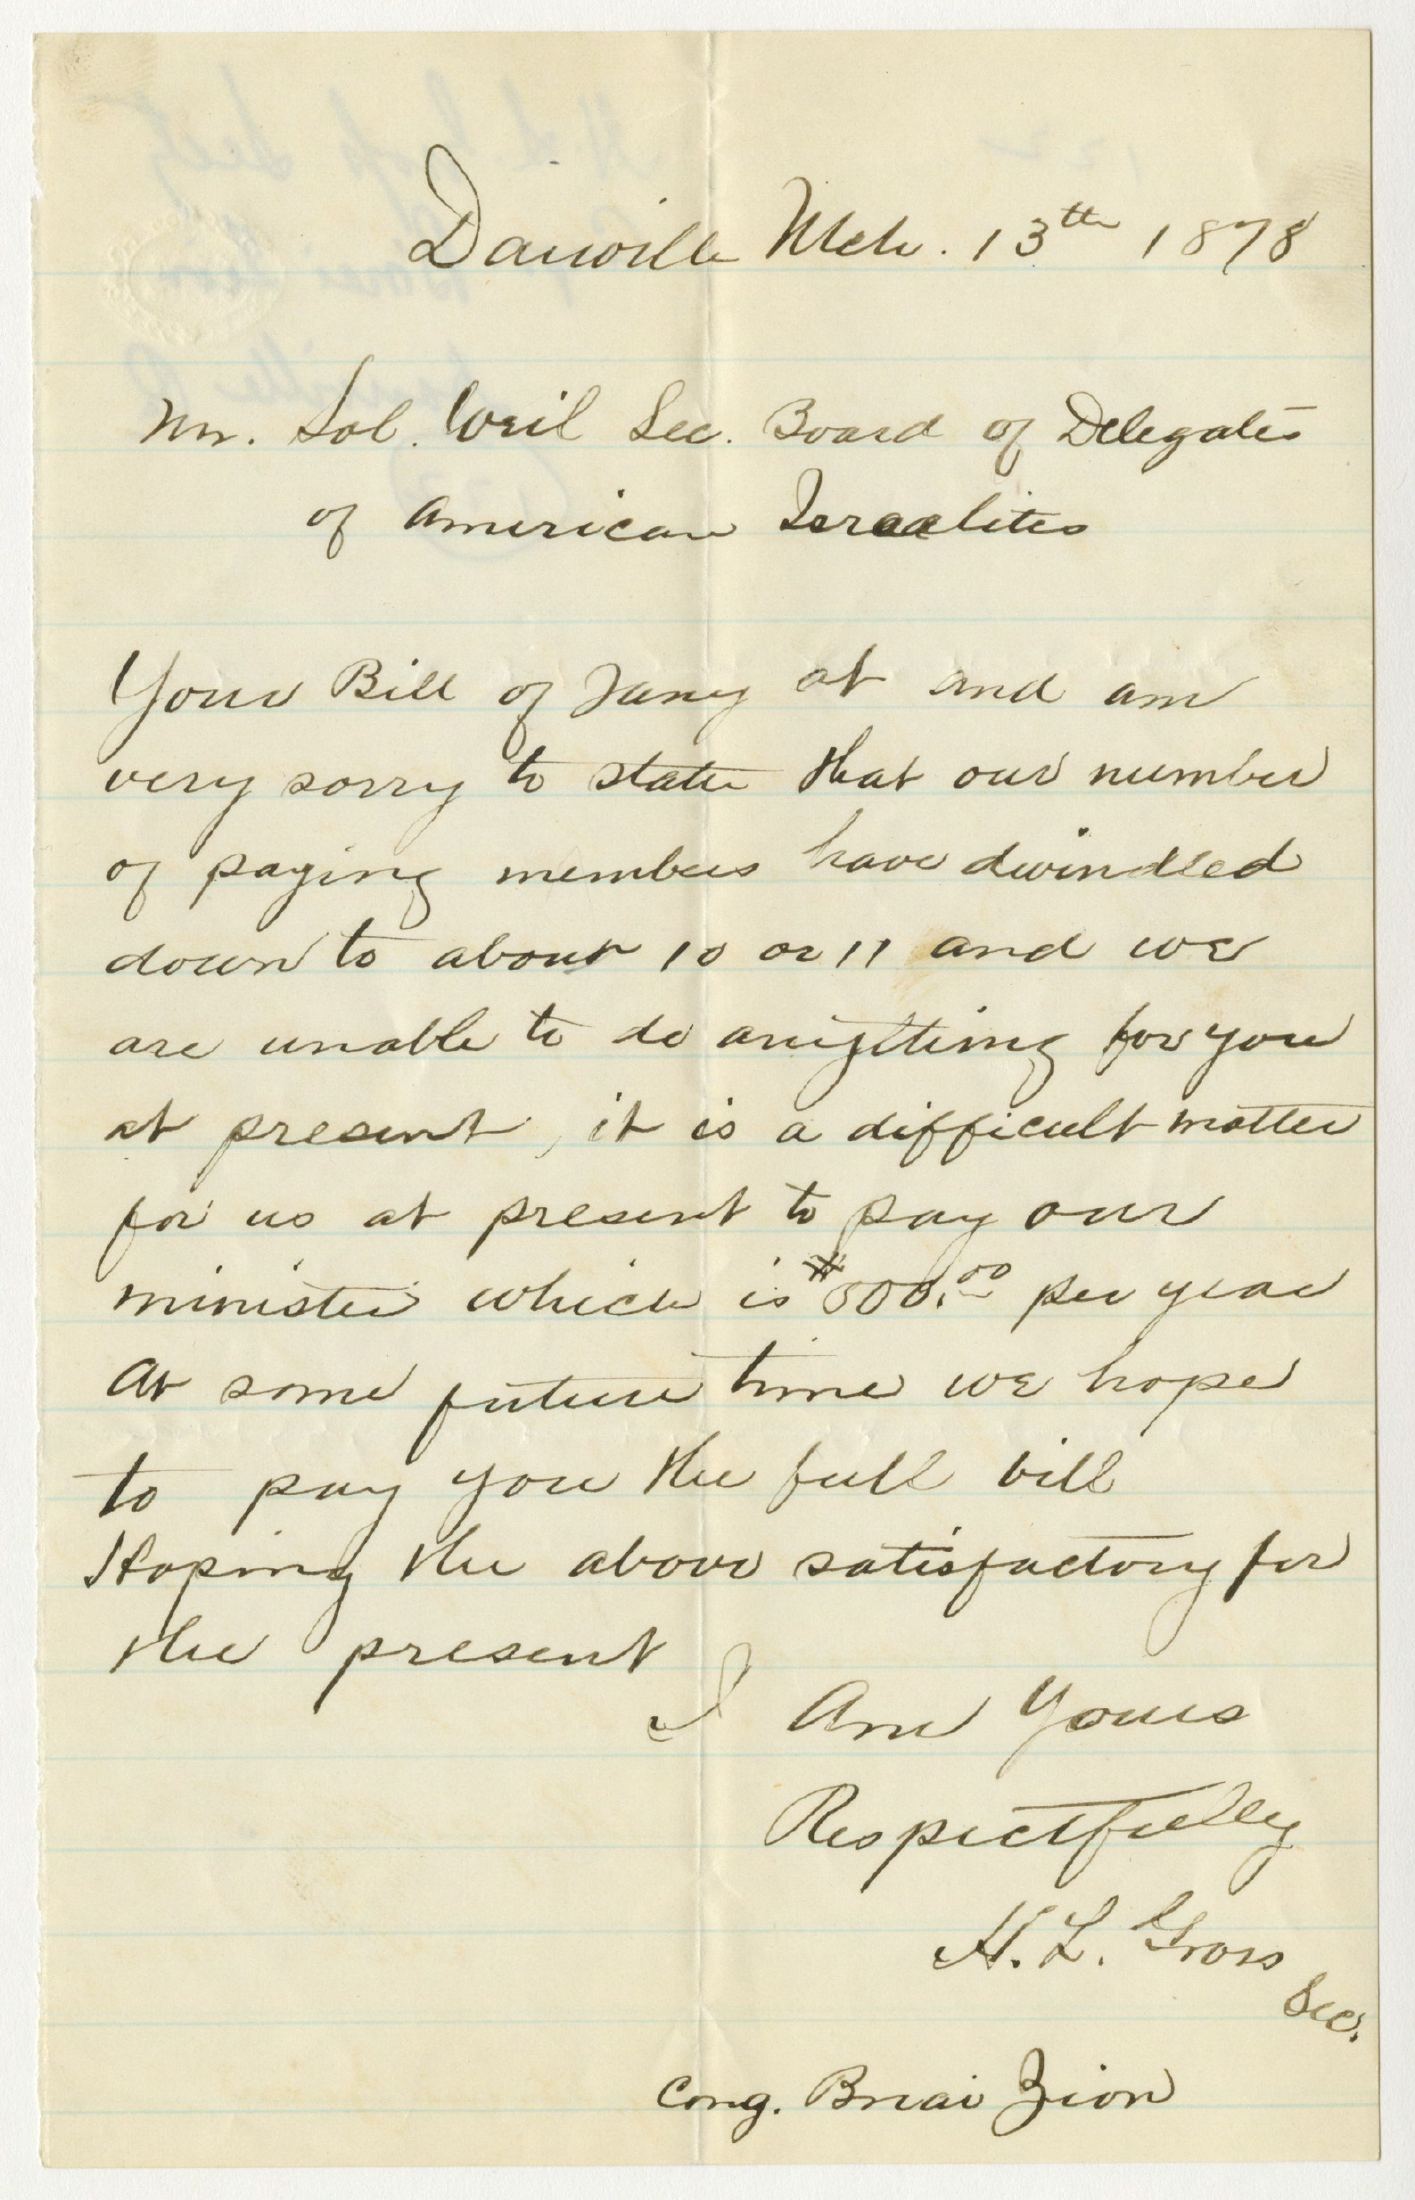 Danville Mch. 13th 1878
Mr. Sol. Weil Sec. Board of Delegates
of American Israelites
Your Bill of Jany at and am
very sorry to state that our number
of paying members have dwindled
down to about 10 or 11 and we
are unable to do anything for you
at present, it is a difficult matter
for us at present to pay our
minister which is $800.00 per year
At some future time we hope
to pay you the full bill
Hoping the above satisfactory for
the present
I Am Yours
Respectfully
H. L. Gross
Sec.
Cong. Bnai Zion